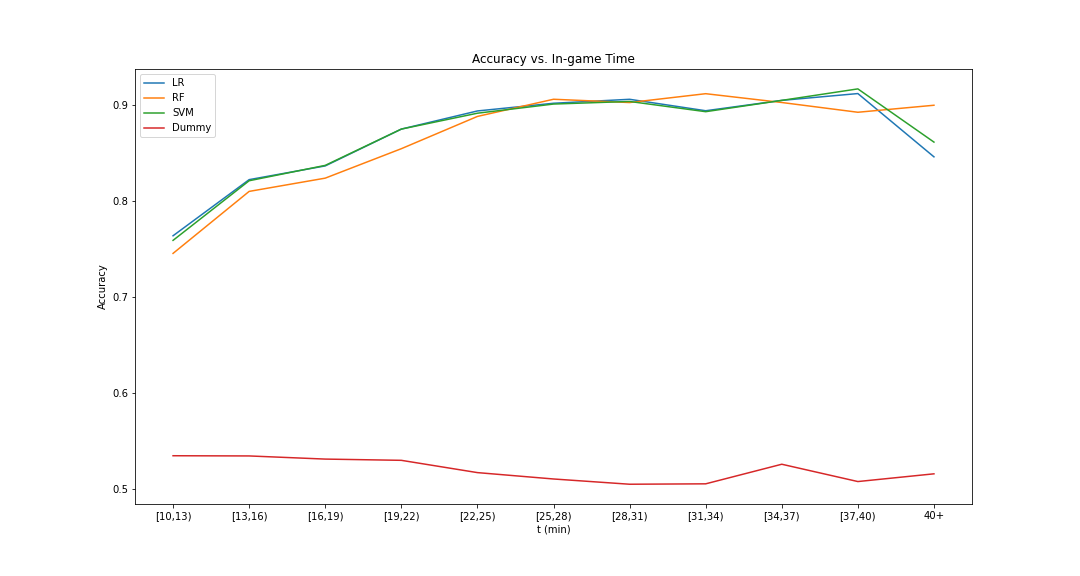 Accuracy vs. In-game Time
LR
RF
SVM
Dummy
Accuracy
0.9
0.8
0.7
0.6
0.5
[10,13) [13,16) [16,19) [19,22) [22,25) [25,28) [28,31) [31,34) [34,37) [37,40) 40+
t (min)